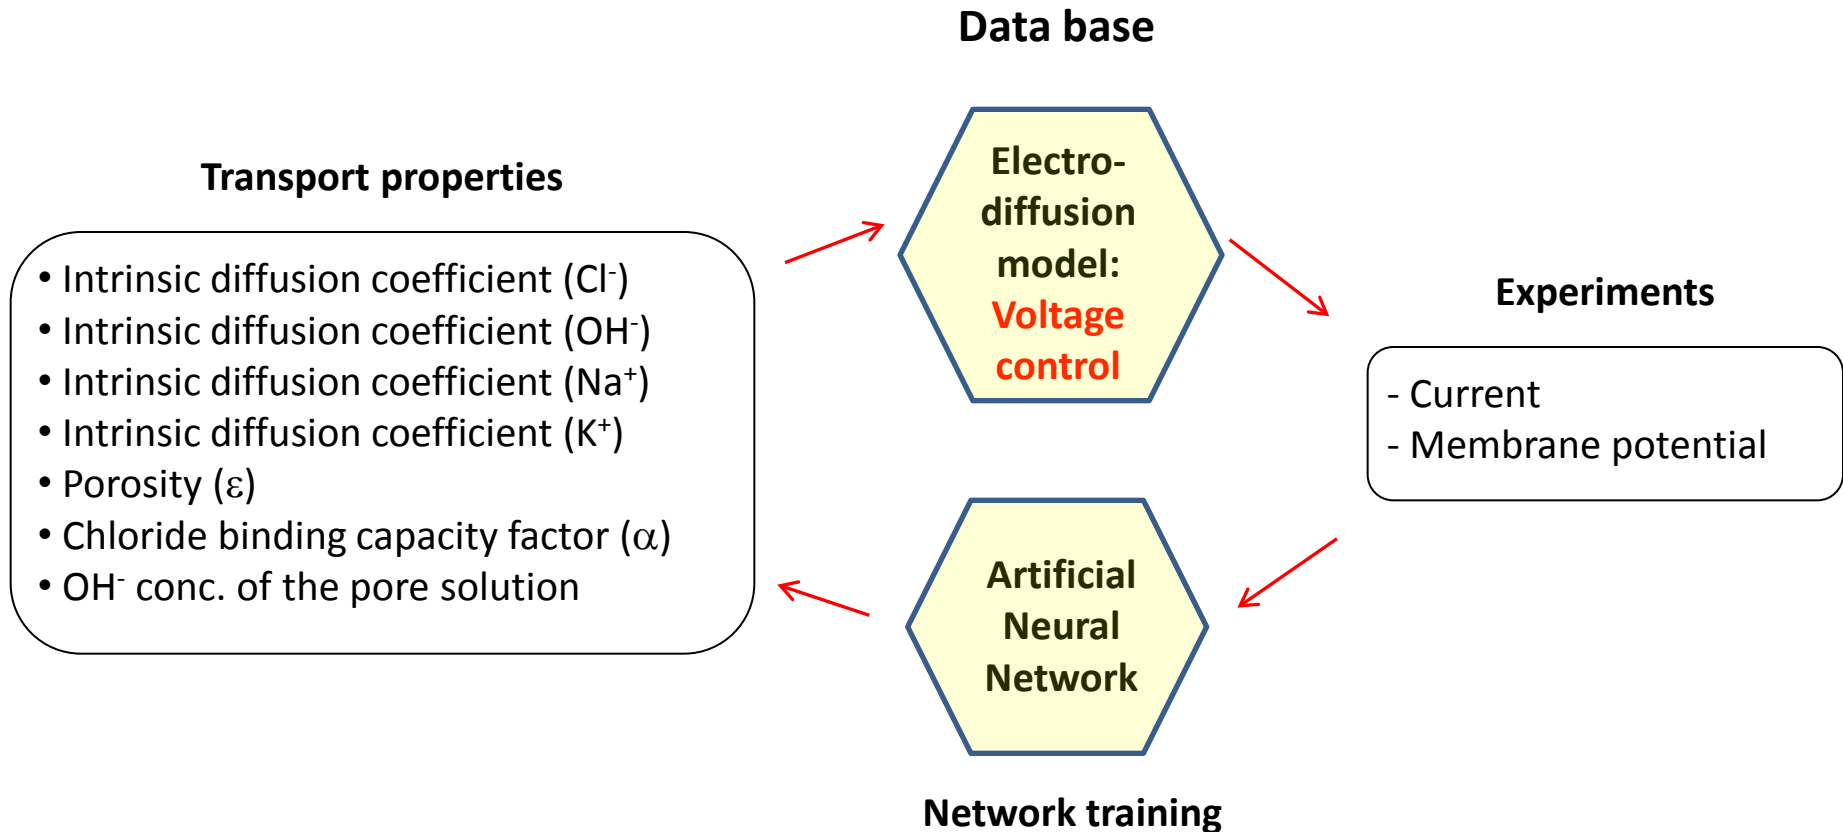 Data base
Electro-
diffusion
model:
Voltage
control
Transport properties
• Intrinsic diffusion coefficient (Cl⁻)
• Intrinsic diffusion coefficient (OH⁻)
• Intrinsic diffusion coefficient (Na⁺)
• Intrinsic diffusion coefficient (K⁺)
• Porosity (ε)
• Chloride binding capacity factor (α)
• OH⁻ conc. of the pore solution
Experiments
- Current
- Membrane potential
Artificial
Neural
Network
Network training